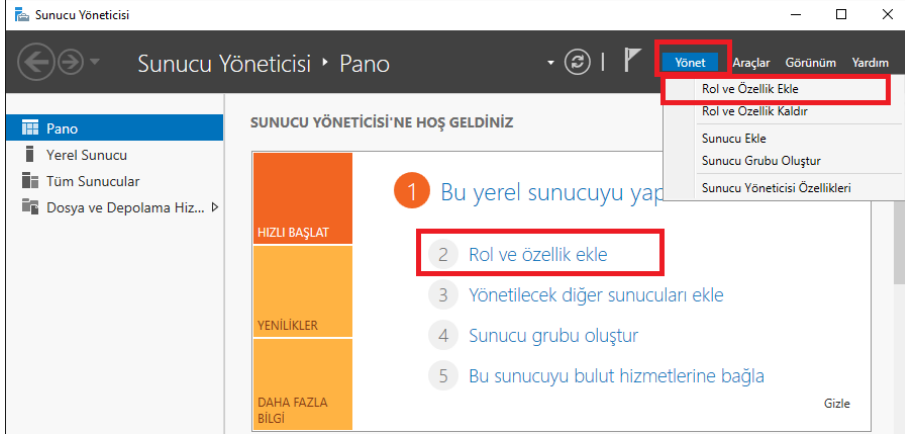 Sunucu Yöneticisi
Sunucu Yöneticisi • Pano
Yönet Araçlar Görünüm Yardım
Rol ve Özellik Ekle
Rol ve Özellik Kaldır
Sunucu Ekle
Sunucu Grubu Oluştur
Sunucu Yöneticisi Özellikleri
Pano
Yerel Sunucu
Tüm Sunucular
Dosya ve Depolama Hiz...
SUNUCU YÖNETİCİSİ'NE HOŞ GELDİNİZ
HIZLI BAŞLAT
YENİLİKLER
DAHA FAZLA
BİLGİ
1 Bu yerel sunucuyu yap
2 Rol ve özellik ekle
3 Yönetilecek diğer sunucuları ekle
4 Sunucu grubu oluştur
5 Bu sunucuyu bulut hizmetlerine bağla
Gizle